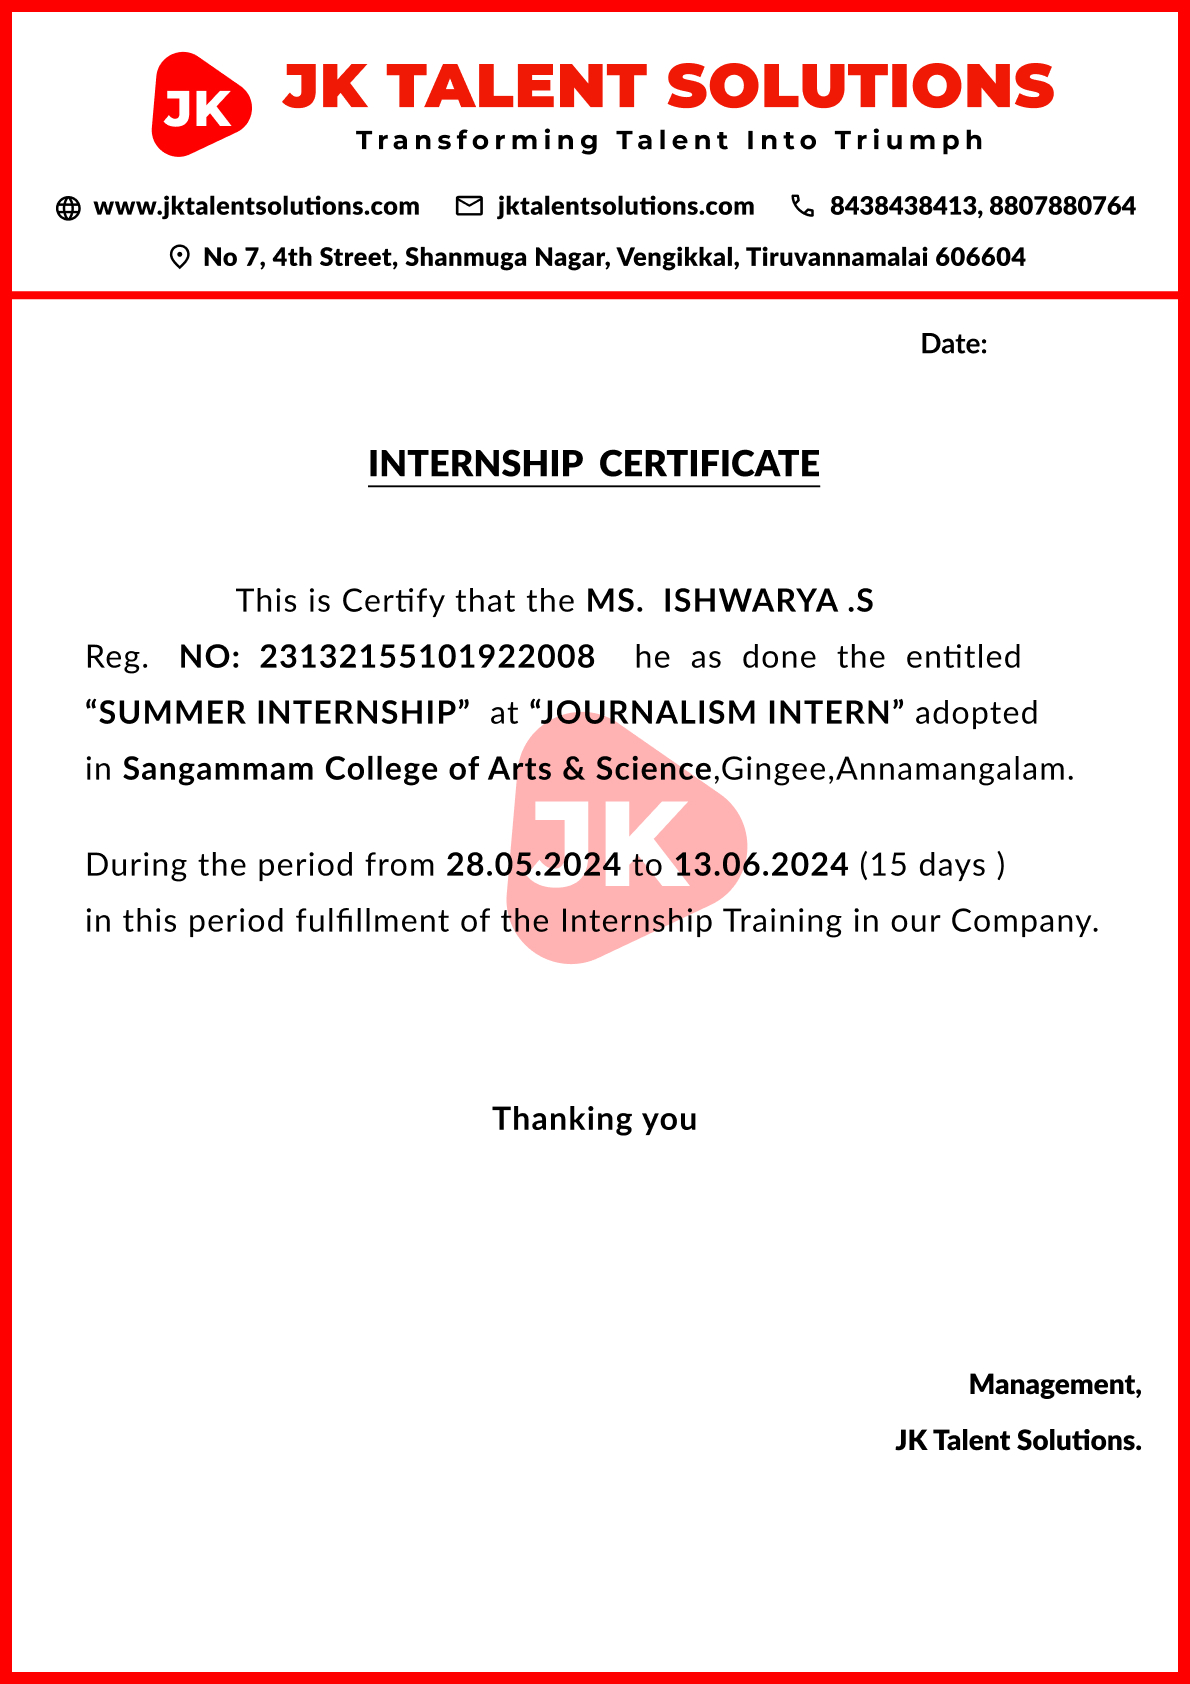 JK
JK TALENT SOLUTIONS
Transforming Talent Into Triumph
www.jktalentsolutions.com jktalentsolutions.com 8438438413, 8807880764
No 7, 4th Street, Shanmuga Nagar, Vengikkal, Tiruvannamalai 606604
Date:
INTERNSHIP CERTIFICATE
This is Certify that the MS. ISHWARYA .S
Reg. NO: 23132155101922008 he as done the entitled
“SUMMER INTERNSHIP” at “JOURNALISM INTERN” adopted
in Sangammam College of Arts & Science,Gingee,Annamangalam.
JK
During the period from 28.05.2024 to 13.06.2024 (15 days )
in this period fulfillment of the Internship Training in our Company.
Thanking you
Management,
JK Talent Solutions.